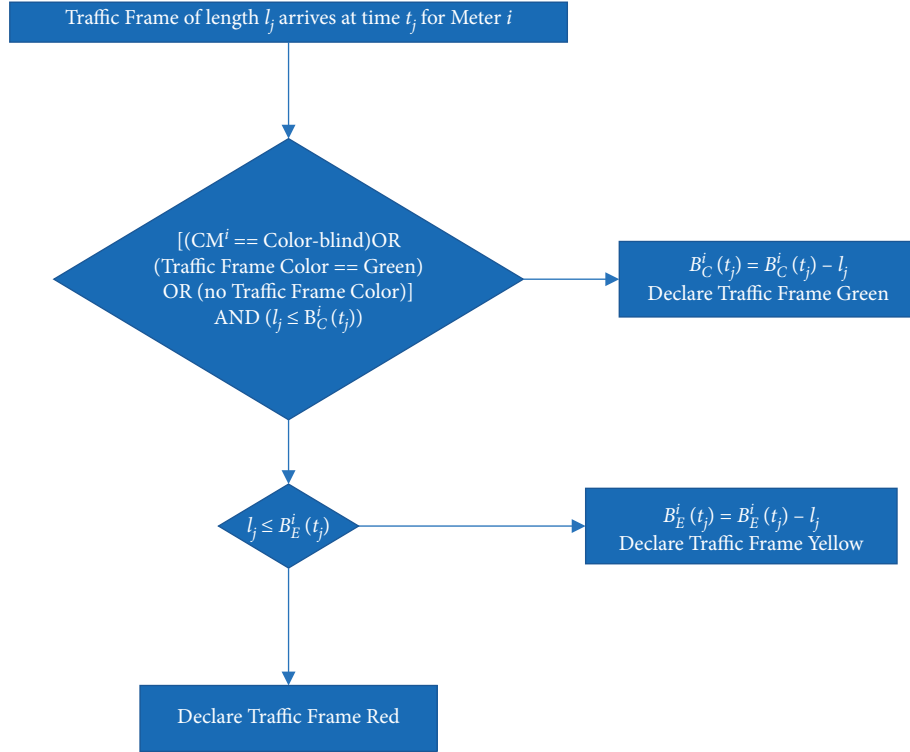 Traffic Frame of length l_j arrives at time t_j for Meter i
[(CM^i == Color-blind)OR
(Traffic Frame Color == Green)
OR (no Traffic Frame Color)]
AND (l_j ≤ B_C^i (t_j))
B_C^i (t_j) = B_C^i (t_j) – l_j
Declare Traffic Frame Green
l_j ≤ B_E^i (t_j)
B_E^i (t_j) = B_E^i (t_j) – l_j
Declare Traffic Frame Yellow
Declare Traffic Frame Red